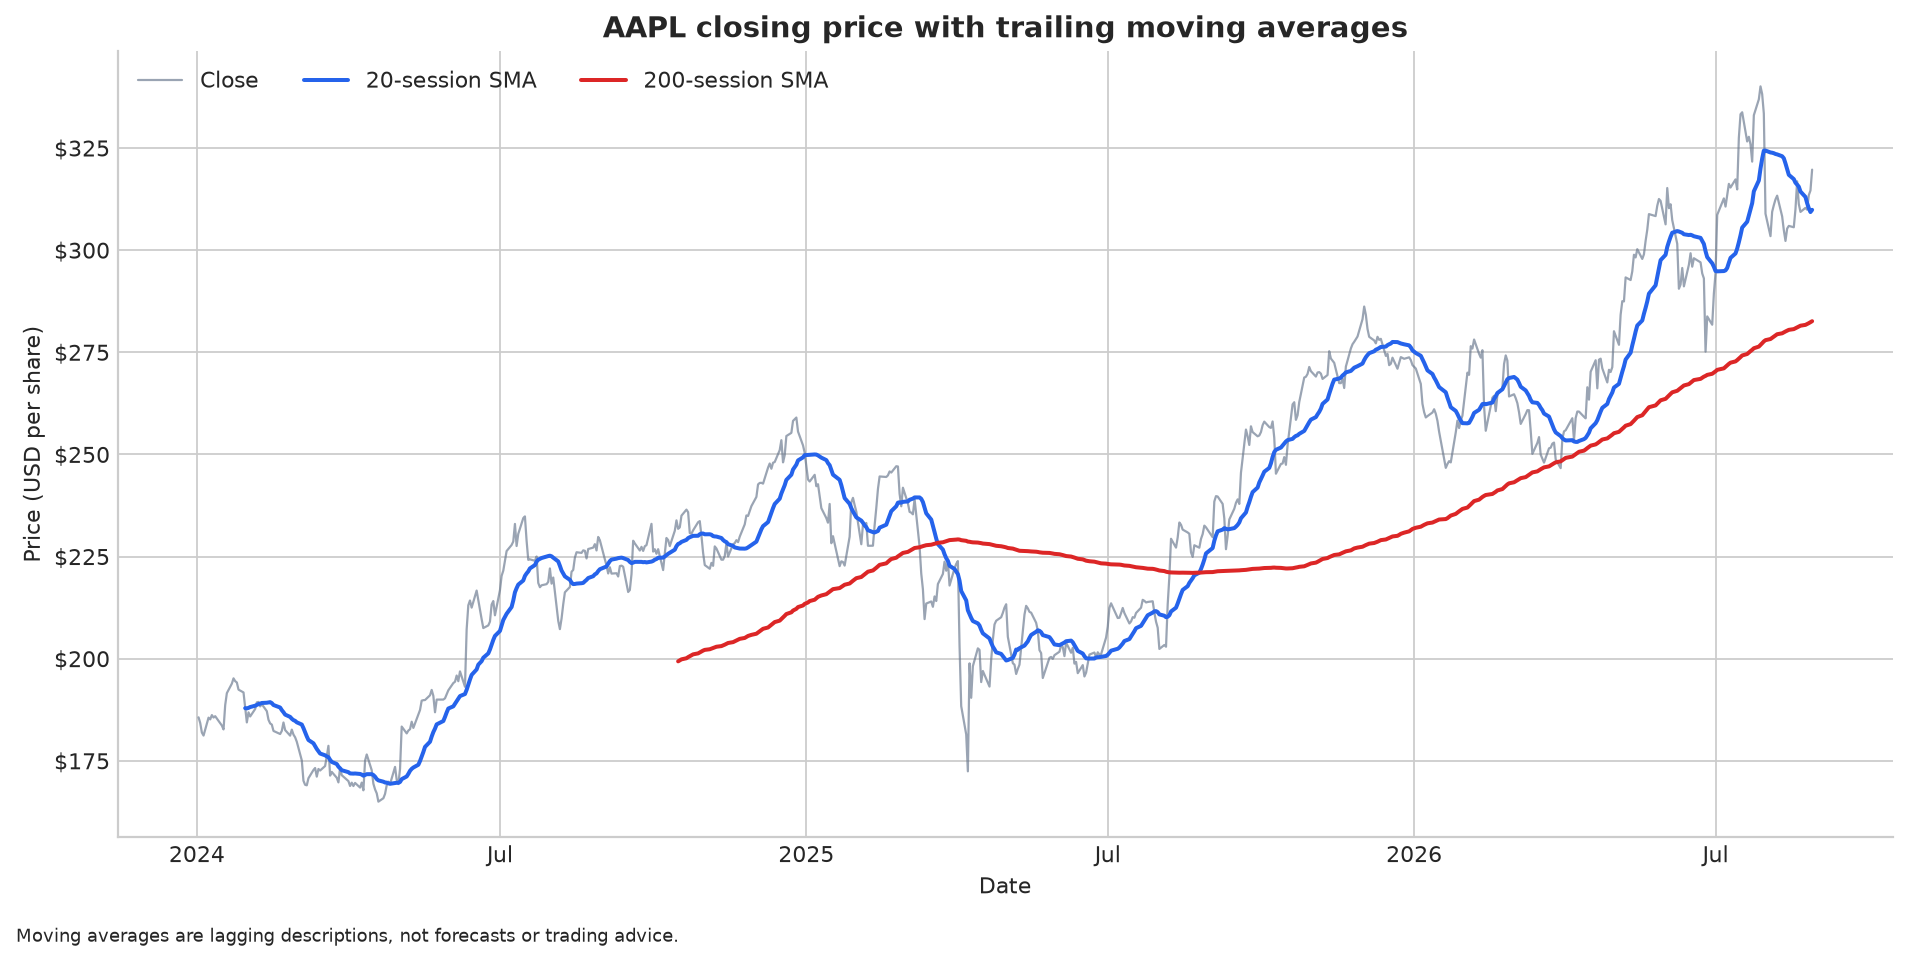 AAPL closing price with trailing moving averages
Close
20-session SMA
200-session SMA
Price (USD per share)
$325
$300
$275
$250
$225
$200
$175
2024
Jul
2025
Jul
2026
Jul
Date
Moving averages are lagging descriptions, not forecasts or trading advice.